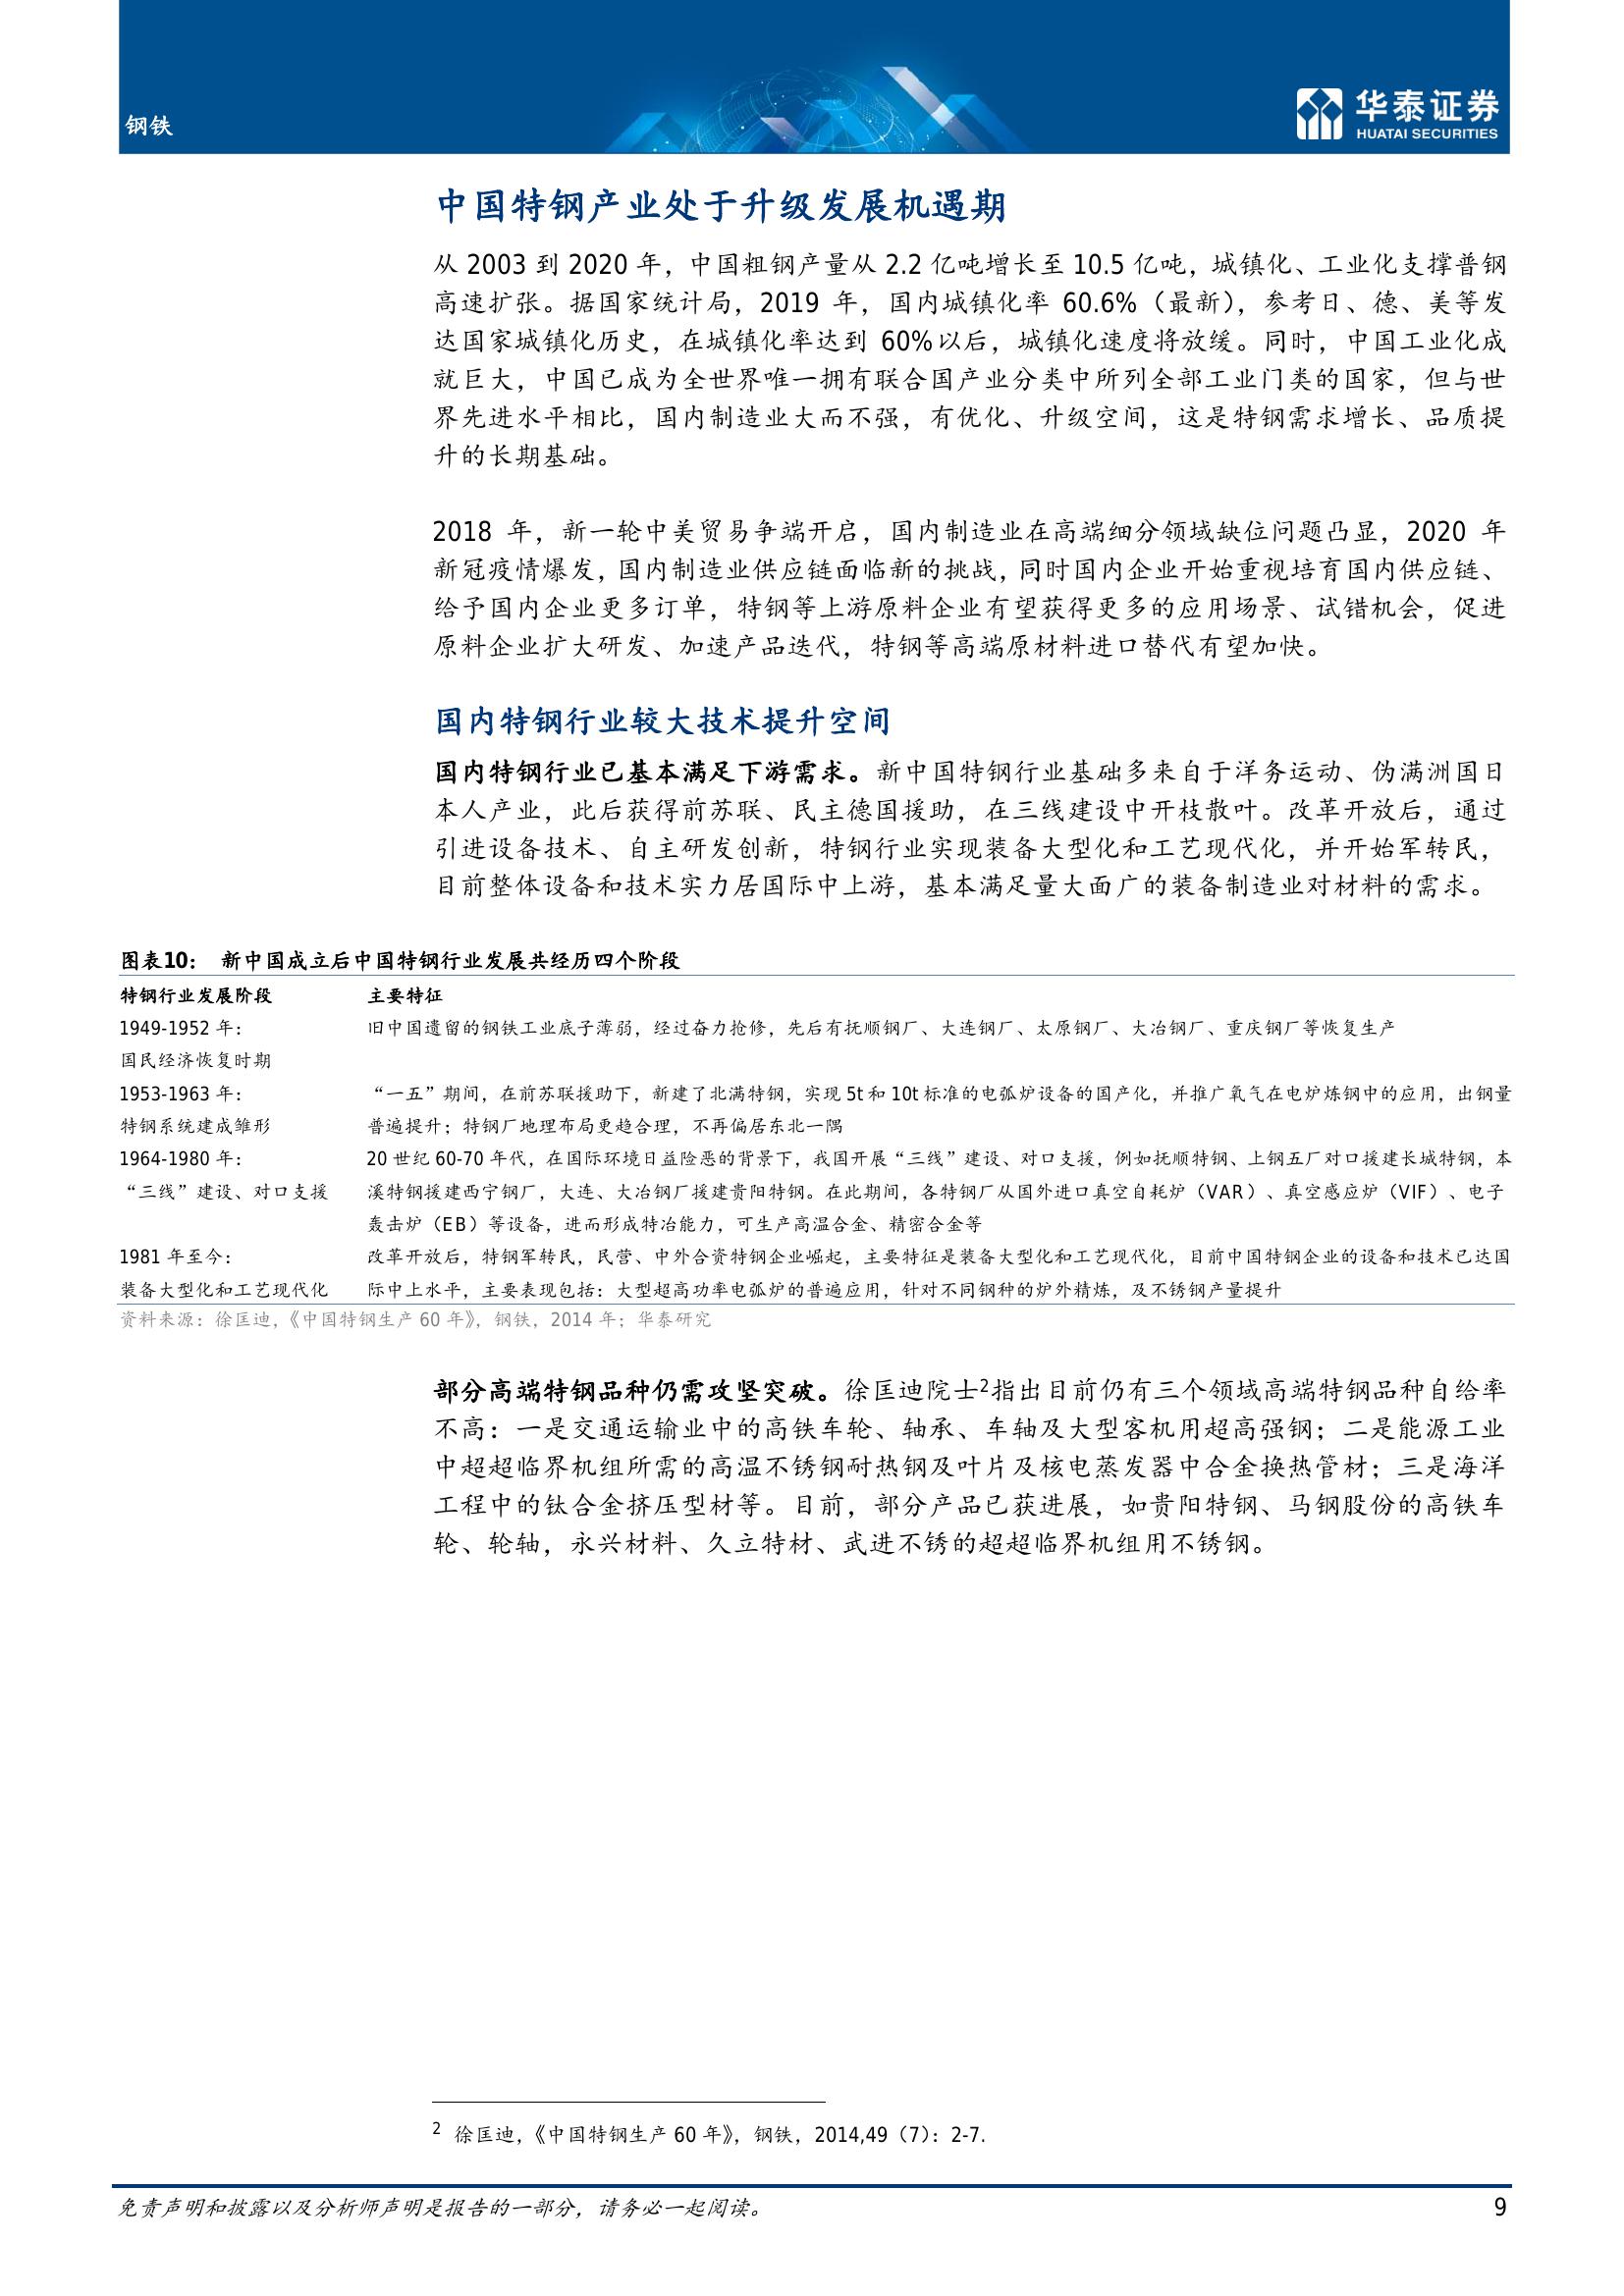 钢铁
华泰证券
HUATAI SECURITIES
中国特钢产业处于升级发展机遇期
从 2003 到 2020 年，中国粗钢产量从 2.2 亿吨增长至 10.5 亿吨，城镇化、工业化支撑普钢
高速扩张。据国家统计局，2019 年，国内城镇化率 60.6%（最新），参考日、德、美等发
达国家城镇化历史，在城镇化率达到 60%以后，城镇化速度将放缓。同时，中国工业化成
就巨大，中国已成为全世界唯一拥有联合国产业分类中所列全部工业门类的国家，但与世
界先进水平相比，国内制造业大而不强，有优化、升级空间，这是特钢需求增长、品质提
升的长期基础。
2018 年，新一轮中美贸易争端开启，国内制造业在高端细分领域缺位问题凸显，2020 年
新冠疫情爆发，国内制造业供应链面临新的挑战，同时国内企业开始重视培育国内供应链、
给予国内企业更多订单，特钢等上游原料企业有望获得更多的应用场景、试错机会，促进
原料企业扩大研发、加速产品迭代，特钢等高端原材料进口替代有望加快。
国内特钢行业较大技术提升空间
国内特钢行业已基本满足下游需求。新中国特钢行业基础多来自于洋务运动、伪满洲国日
本人产业，此后获得前苏联、民主德国援助，在三线建设中开枝散叶。改革开放后，通过
引进设备技术、自主研发创新，特钢行业实现装备大型化和工艺现代化，并开始军转民，
目前整体设备和技术实力居国际中上游，基本满足量大面广的装备制造业对材料的需求。
图表10： 新中国成立后中国特钢行业发展共经历四个阶段
特钢行业发展阶段 主要特征
1949-1952 年： 旧中国遗留的钢铁工业底子薄弱，经过奋力抢修，先后有抚顺钢厂、大连钢厂、太原钢厂、大冶钢厂、重庆钢厂等恢复生产
国民经济恢复时期
1953-1963 年： “一五”期间，在前苏联援助下，新建了北满特钢，实现 5t 和 10t 标准的电弧炉设备的国产化，并推广氧气在电炉炼钢中的应用，出钢量
特钢系统建成雏形 普遍提升；特钢厂地理布局更趋合理，不再偏居东北一隅
1964-1980 年： 20 世纪 60-70 年代，在国际环境日益险恶的背景下，我国开展“三线”建设、对口支援，例如抚顺特钢、上钢五厂对口援建长城特钢，本
“三线”建设、对口支援 溪特钢援建西宁钢厂，大连、大冶钢厂援建贵阳特钢。在此期间，各特钢厂从国外进口真空自耗炉（VAR）、真空感应炉（VIF）、电子
轰击炉（EB）等设备，进而形成特冶能力，可生产高温合金、精密合金等
1981 年至今： 改革开放后，特钢军转民，民营、中外合资特钢企业崛起，主要特征是装备大型化和工艺现代化，目前中国特钢企业的设备和技术已达国
装备大型化和工艺现代化 际中上水平，主要表现包括：大型超高功率电弧炉的普遍应用，针对不同钢种的炉外精炼，及不锈钢产量提升
资料来源：徐匡迪，《中国特钢生产 60 年》，钢铁，2014 年；华泰研究
部分高端特钢品种仍需攻坚突破。徐匡迪院士2指出目前仍有三个领域高端特钢品种自给率
不高：一是交通运输业中的高铁车轮、轴承、车轴及大型客机用超高强钢；二是能源工业
中超超临界机组所需的高温不锈钢耐热钢及叶片及核电蒸发器中合金换热管材；三是海洋
工程中的钛合金挤压型材等。目前，部分产品已获进展，如贵阳特钢、马钢股份的高铁车
轮、轮轴，永兴材料、久立特材、武进不锈的超超临界机组用不锈钢。
2 徐匡迪，《中国特钢生产 60 年》，钢铁，2014,49（7）：2-7.
免责声明和披露以及分析师声明是报告的一部分，请务必一起阅读。 9